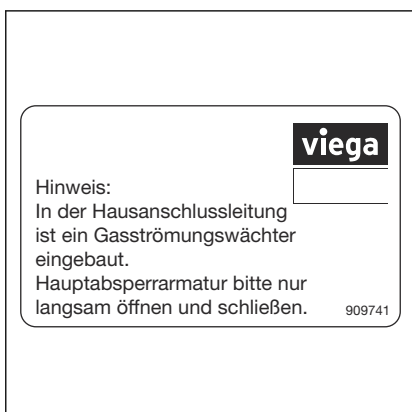 viega
Hinweis:
In der Hausanschlussleitung
ist ein Gasströmungswächter
eingebaut.
Hauptabsperrarmatur bitte nur
langsam öffnen und schließen.
909741